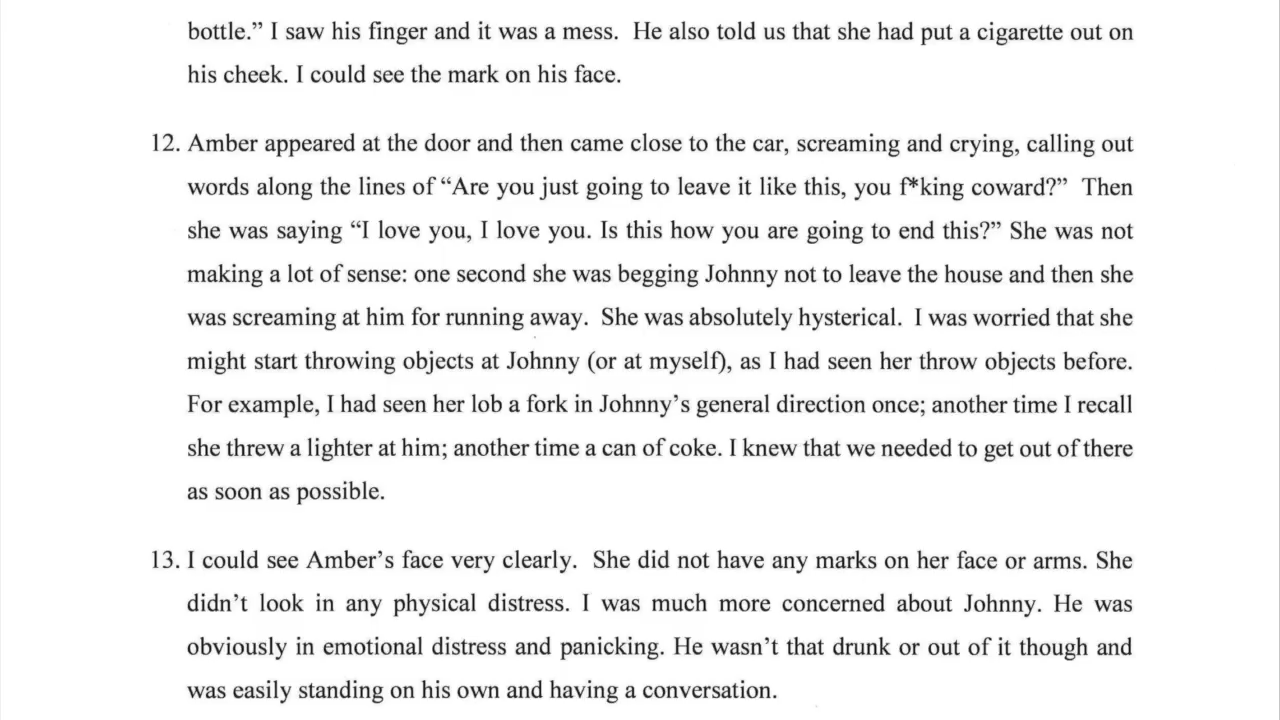 bottle.” I saw his finger and it was a mess. He also told us that she had put a cigarette out on
his cheek. I could see the mark on his face.
12. Amber appeared at the door and then came close to the car, screaming and crying, calling out
words along the lines of “Are you just going to leave it like this, you f*king coward?” Then
she was saying “I love you, I love you. Is this how you are going to end this?” She was not
making a lot of sense: one second she was begging Johnny not to leave the house and then she
was screaming at him for running away. She was absolutely hysterical. I was worried that she
might start throwing objects at Johnny (or at myself), as I had seen her throw objects before.
For example, I had seen her lob a fork in Johnny’s general direction once; another time I recall
she threw a lighter at him; another time a can of coke. I knew that we needed to get out of there
as soon as possible.
13. I could see Amber’s face very clearly. She did not have any marks on her face or arms. She
didn’t look in any physical distress. I was much more concerned about Johnny. He was
obviously in emotional distress and panicking. He wasn’t that drunk or out of it though and
was easily standing on his own and having a conversation.